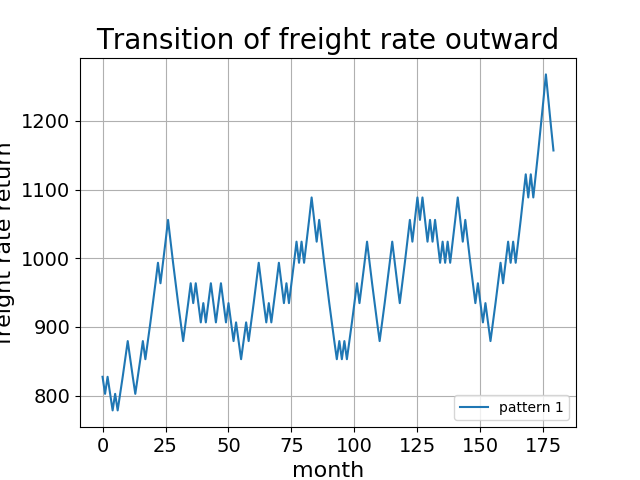 Transition of freight rate outward
freight rate return
1200
1100
1000
900
800
0 25 50 75 100 125 150 175
month
pattern 1